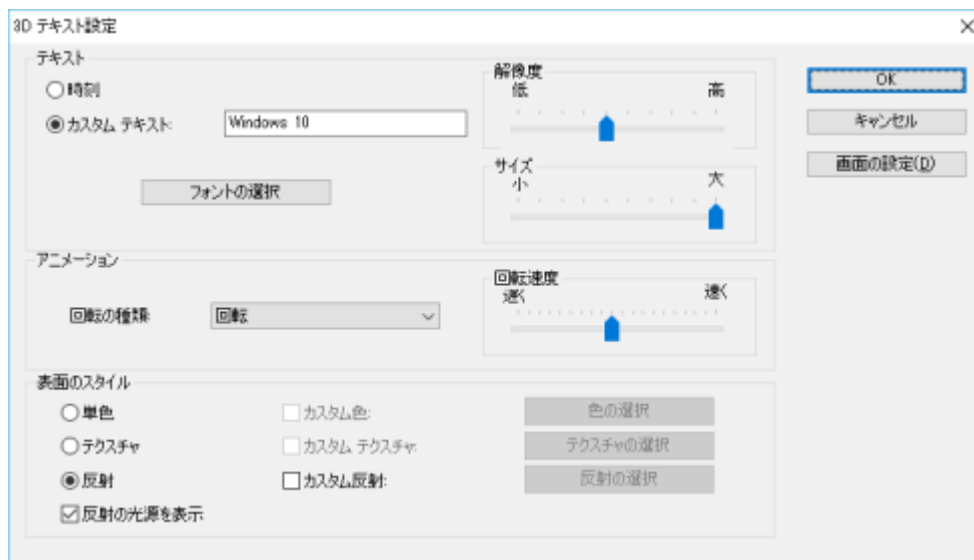 3D テキスト設定
テキスト
時刻
カスタム テキスト:
Windows 10
フォントの選択
解像度
低
高
サイズ
小
大
OK
キャンセル
画面の設定(D)
アニメーション
回転の種類:
回転
回転速度
遅く
速く
表面のスタイル
単色
カスタム色:
色の選択
テクスチャ
カスタム テクスチャ:
テクスチャの選択
反射
カスタム反射:
反射の選択
反射の光源を表示